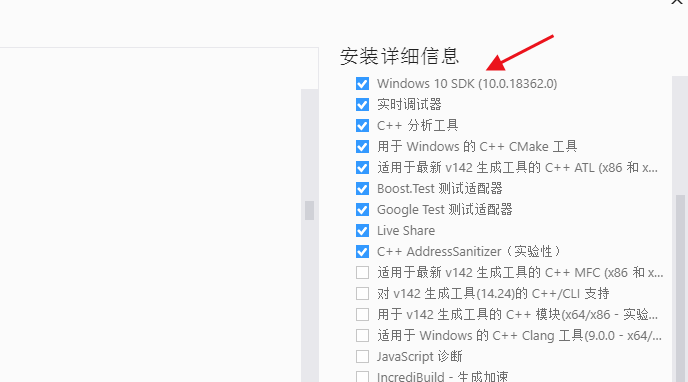 安装详细信息
Windows 10 SDK (10.0.18362.0)
实时调试器
C++ 分析工具
用于 Windows 的 C++ CMake 工具
适用于最新 v142 生成工具的 C++ ATL (x86 和 x...
Boost.Test 测试适配器
Google Test 测试适配器
Live Share
C++ AddressSanitizer（实验性）
适用于最新 v142 生成工具的 C++ MFC (x86 和 x...
对 v142 生成工具(14.24)的 C++/CLI 支持
用于 v142 生成工具的 C++ 模块(x64/x86 - 实验...
适用于 Windows 的 C++ Clang 工具(9.0.0 - x64/...
JavaScript 诊断
IncrediBuild - 生成加速